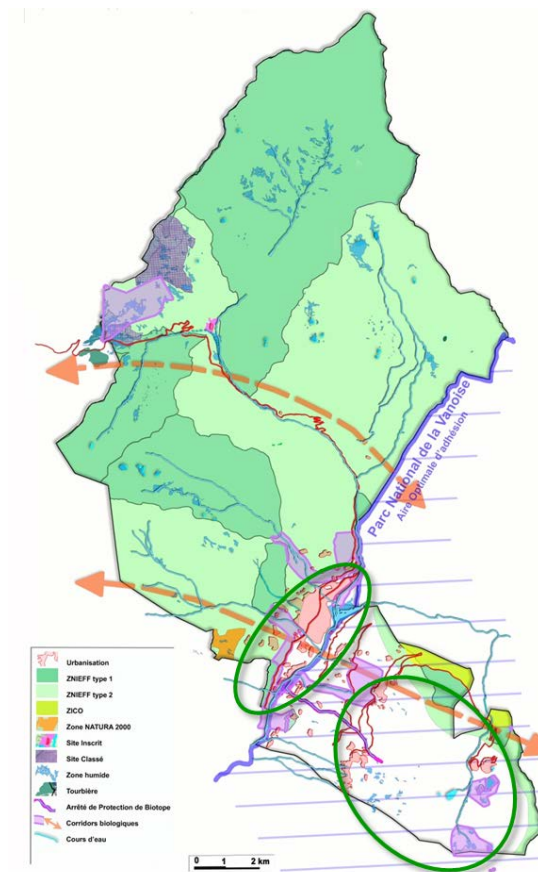 Parc National de la Vanoise
Aire Optimale d'adhésion
Urbanisation
ZNIEFF type 1
ZNIEFF type 2
ZICO
Zone NATURA 2000
Site Inscrit
Site Classé
Zone humide
Tourbière
Arrêté de Protection de Biotope
Corridors biologiques
Cours d'eau
0 1 2 km